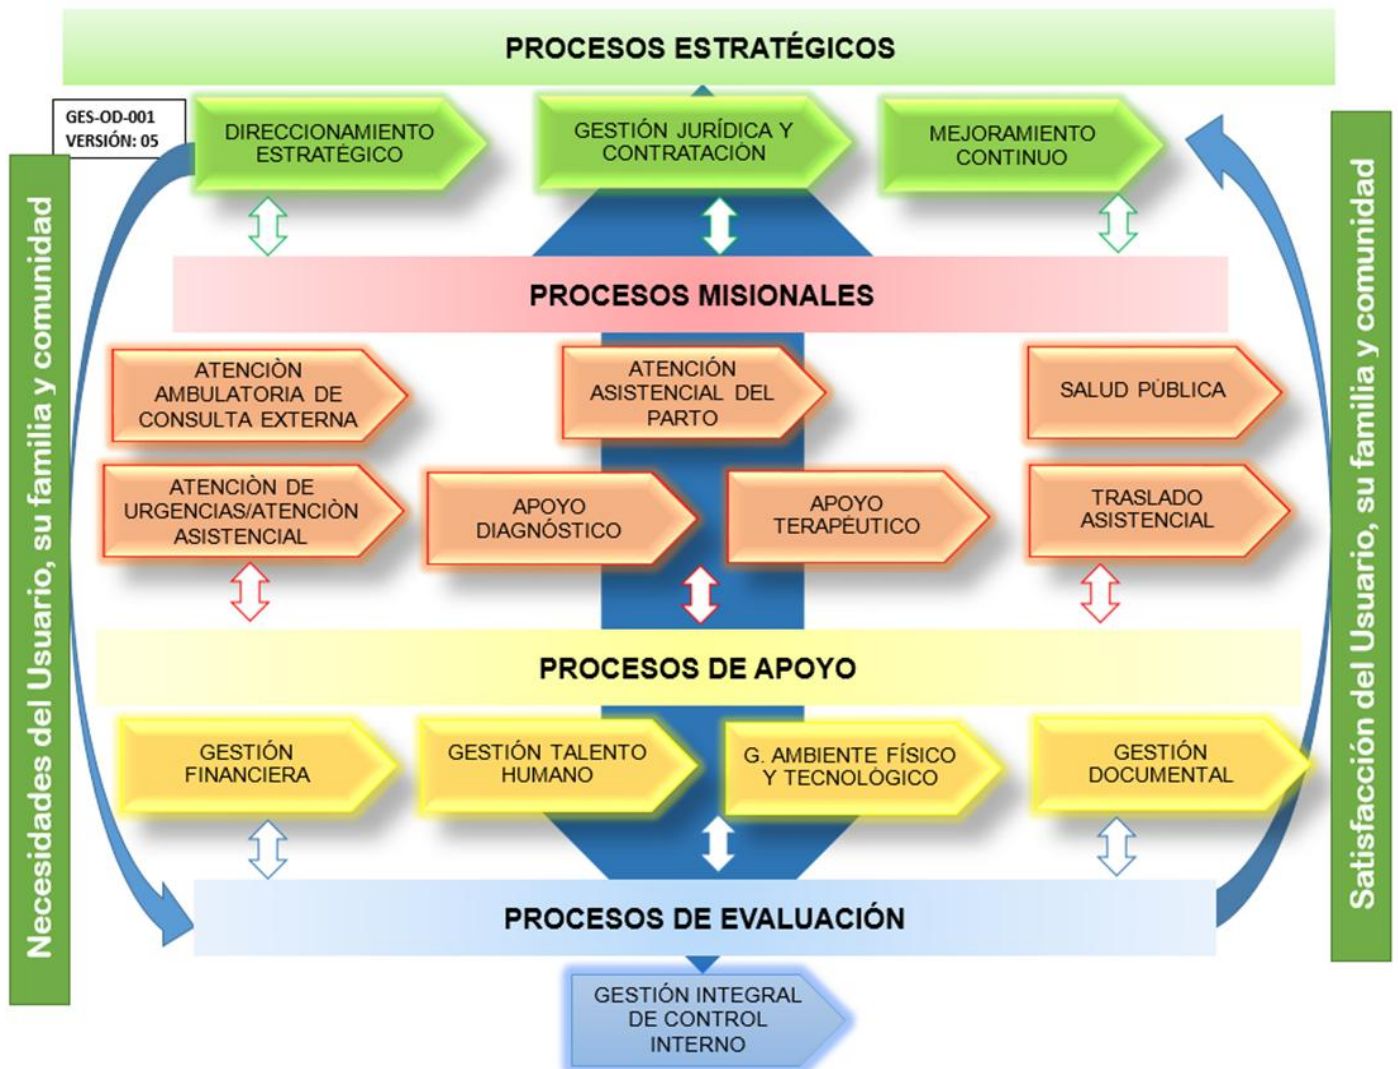 PROCESOS ESTRATÉGICOS
GES-OD-001
VERSIÓN: 05
DIRECCIONAMIENTO
ESTRATÉGICO
GESTIÓN JURÍDICA Y
CONTRATACIÓN
MEJORAMIENTO
CONTINUO
Necesidades del Usuario, su familia y comunidad
Satisfacción del Usuario, su familia y comunidad
PROCESOS MISIONALES
ATENCIÒN
AMBULATORIA DE
CONSULTA EXTERNA
ATENCIÓN
ASISTENCIAL DEL
PARTO
SALUD PÙBLICA
ATENCIÒN DE
URGENCIAS/ATENCIÒN
ASISTENCIAL
APOYO
DIAGNÓSTICO
APOYO
TERAPÉUTICO
TRASLADO
ASISTENCIAL
PROCESOS DE APOYO
GESTIÓN
FINANCIERA
GESTIÓN TALENTO
HUMANO
G. AMBIENTE FÍSICO
Y TECNOLÓGICO
GESTIÓN
DOCUMENTAL
PROCESOS DE EVALUACIÓN
GESTIÓN INTEGRAL
DE CONTROL
INTERNO